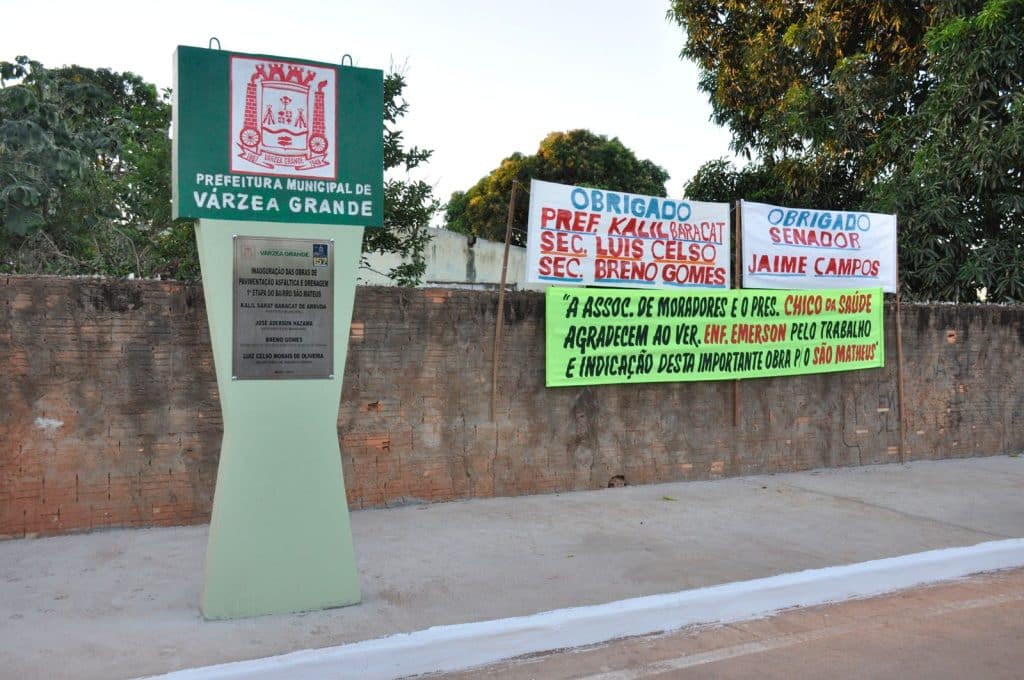 1867 VÁRZEA GRANDE 1948
PREFEITURA MUNICIPAL DE
VÁRZEA GRANDE
VÁRZEA GRANDE
INAUGURAÇÃO DAS OBRAS DE
PAVIMENTAÇÃO ASFÁLTICA E DRENAGEM
1ª ETAPA DO BAIRRO SÃO MATEUS
KALIL SARAT BARACAT DE ARRUDA
JOSÉ ADERSON HAZAMA
BRENO GOMES
LUIZ CELSO MORAIS DE OLIVEIRA
OBRIGADO
PREF. KALIL BARACAT
SEC. LUIS CELSO
SEC. BRENO GOMES
OBRIGADO
SENADOR
JAIME CAMPOS
"A ASSOC. DE MORADORES E O PRES. CHICO DA SAÚDE
AGRADECEM AO VER. ENF. EMERSON PELO TRABALHO
E INDICAÇÃO DESTA IMPORTANTE OBRA P/ O SÃO MATHEUS"